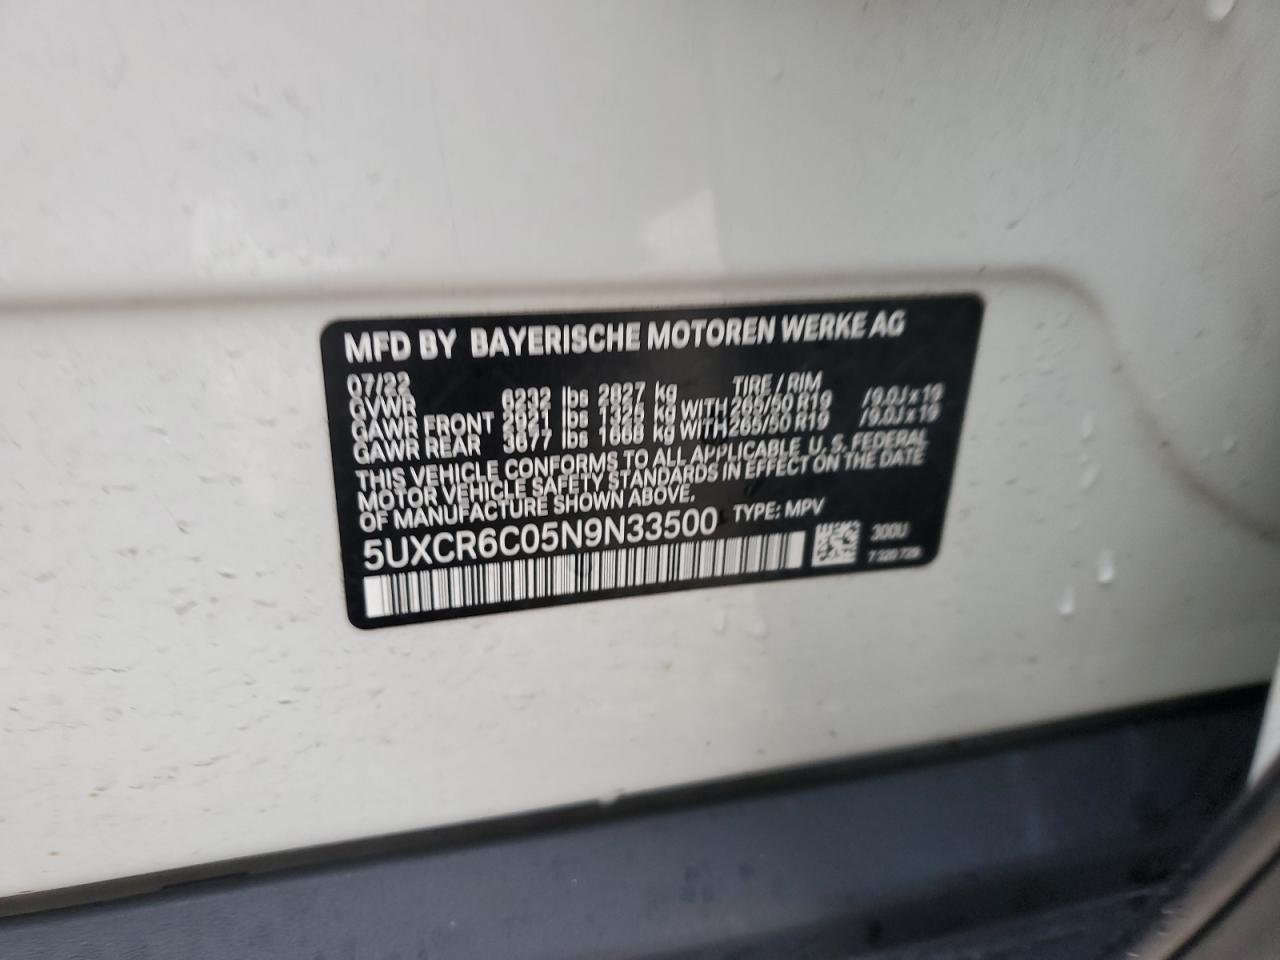 MFD BY BAYERISCHE MOTOREN WERKE AG
07/22 TIRE / RIM
GVWR 6232 lbs 2827 kg
GAWR FRONT 2921 lbs 1325 kg WITH 265/50 R19 /9.0J x 19
GAWR REAR 3677 lbs 1668 kg WITH 265/50 R19 /9.0J x 19
THIS VEHICLE CONFORMS TO ALL APPLICABLE U. S. FEDERAL
MOTOR VEHICLE SAFETY STANDARDS IN EFFECT ON THE DATE
OF MANUFACTURE SHOWN ABOVE.
5UXCR6C05N9N33500 TYPE: MPV
300U
7 320 726